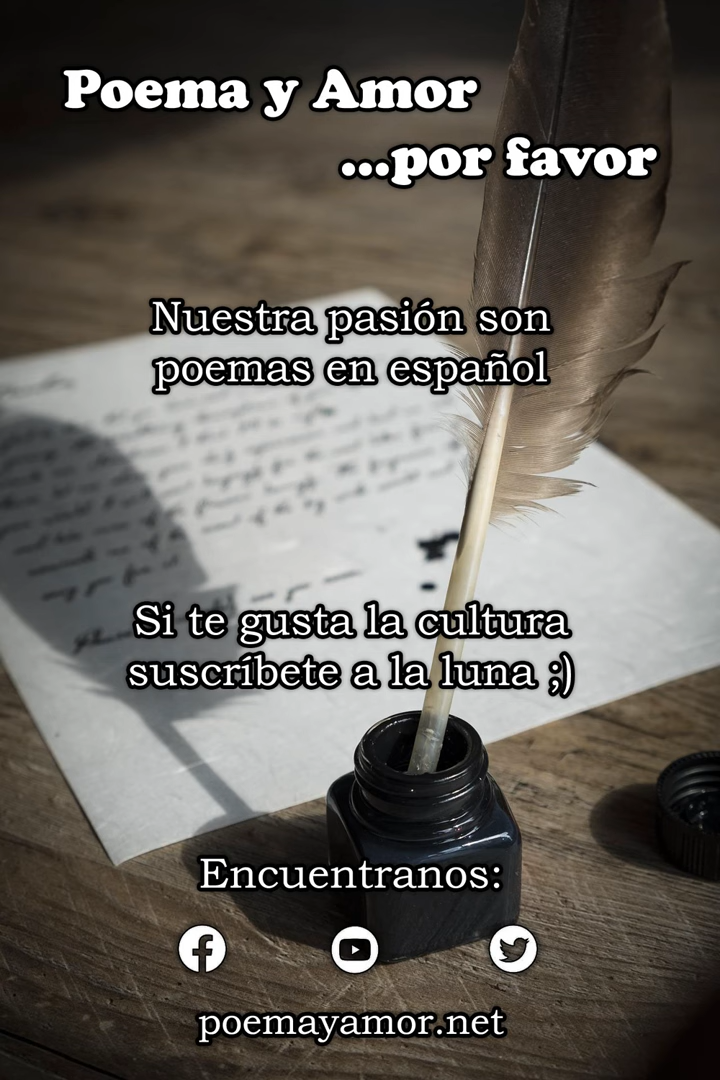 Poema y Amor
...por favor
Nuestra pasión son
poemas en español
Si te gusta la cultura
suscríbete a la luna ;)
Encuentranos:
poemayamor.net